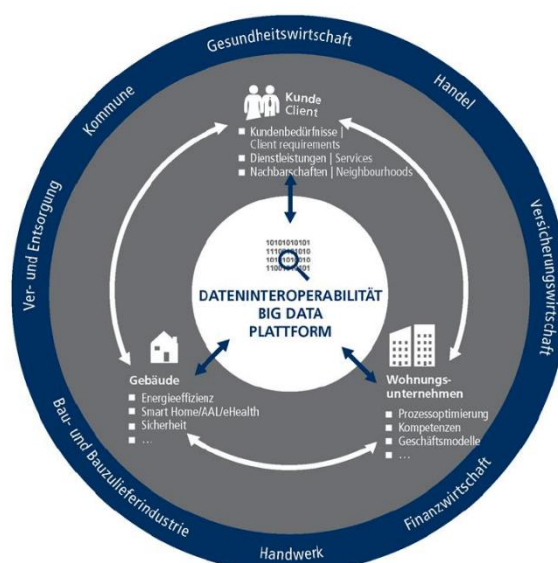 Gesundheitswirtschaft
Handel
Versicherungswirtschaft
Finanzwirtschaft
Handwerk
Bau- und Bauzulieferindustrie
Ver- und Entsorgung
Kommune
Kunde
Client
Kundenbedürfnisse |
Client requirements
Dienstleistungen | Services
Nachbarschaften | Neighbourhoods
DATENINTEROPERABILITÄT
BIG DATA
PLATTFORM
Gebäude
Energieeffizienz
Smart Home/AAL/eHealth
Sicherheit
...
Wohnungs-
unternehmen
Prozessoptimierung
Kompetenzen
Geschäftsmodelle
...